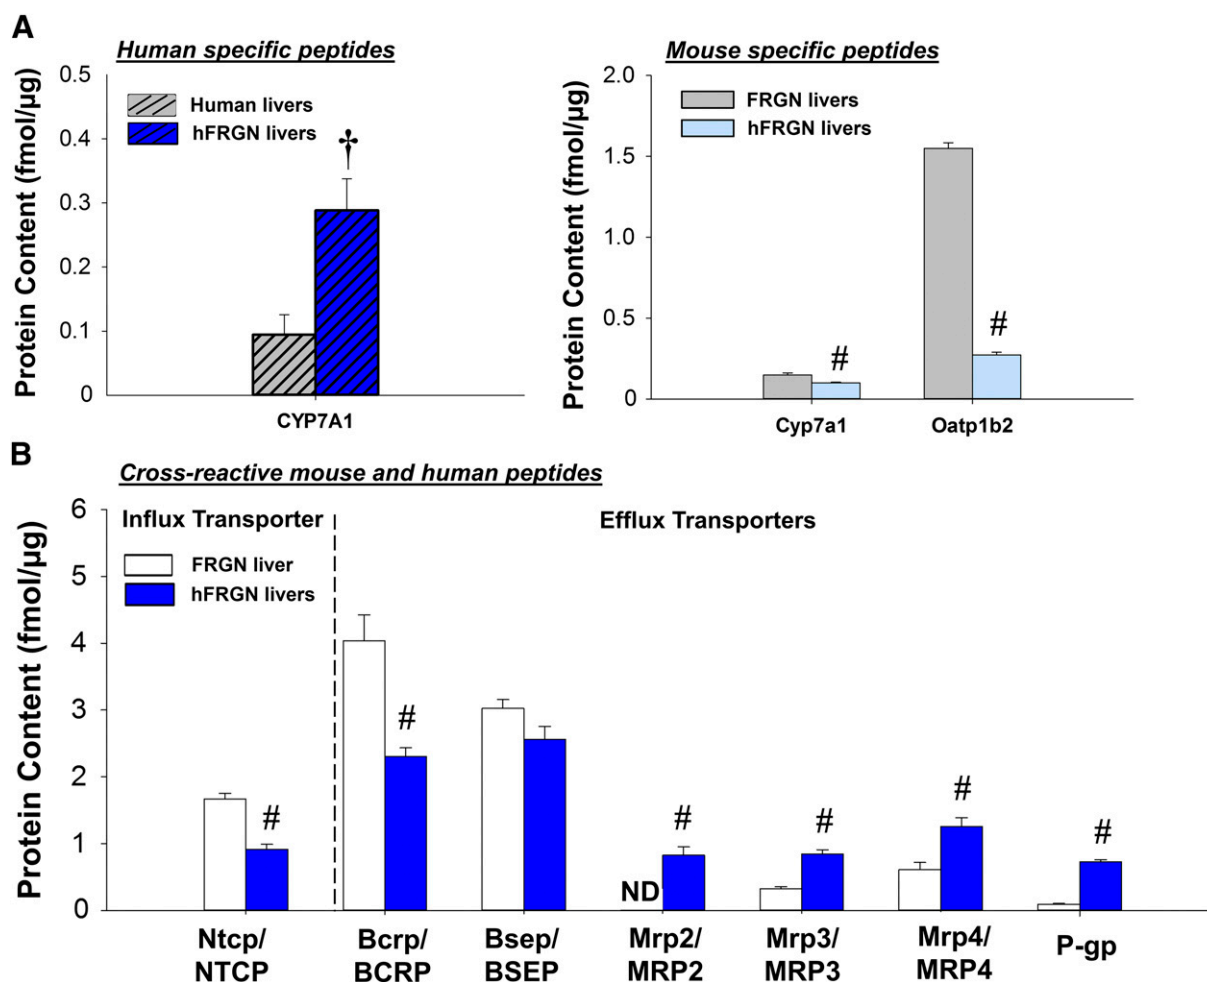 A
Human specific peptides
Protein Content (fmol/µg)
0.5
0.4
0.3
0.2
0.1
0
Human livers
hFRGN livers
†
CYP7A1
Mouse specific peptides
Protein Content (fmol/µg)
2.0
1.5
1.0
0.5
0
FRGN livers
hFRGN livers
#
#
Cyp7a1
Oatp1b2
B
Cross-reactive mouse and human peptides
Protein Content (fmol/µg)
6
5
4
3
2
1
0
Influx Transporter
Efflux Transporters
FRGN liver
hFRGN livers
#
#
ND
#
#
#
#
Ntcp/
NTCP
Bcrp/
BCRP
Bsep/
BSEP
Mrp2/
MRP2
Mrp3/
MRP3
Mrp4/
MRP4
P-gp